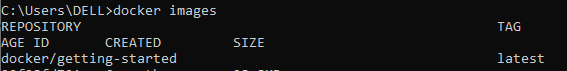 C:\Users\DELL>docker images
REPOSITORY TAG
AGE ID CREATED SIZE
docker/getting-started latest